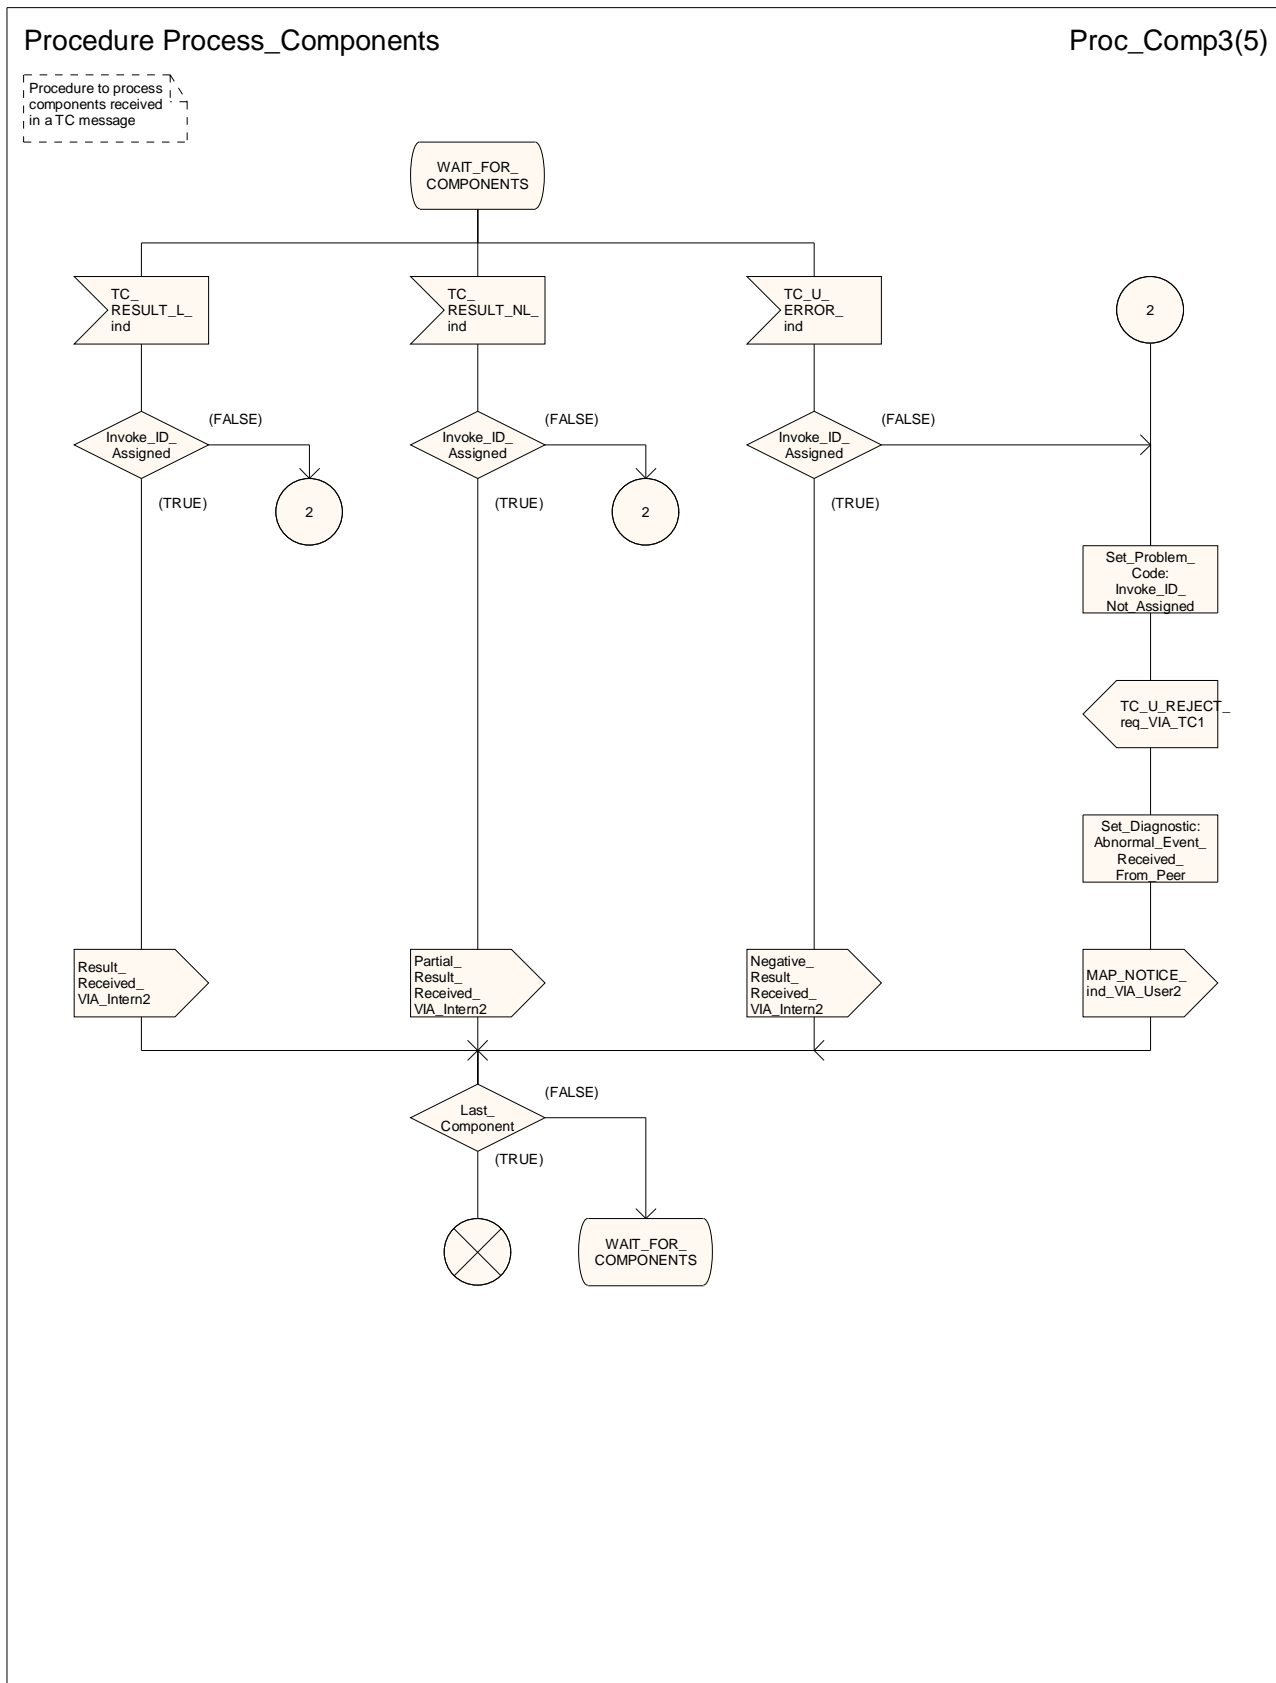 Procedure Process_Components
Proc_Comp3(5)
Procedure to process
components received
in a TC message
WAIT_FOR_
COMPONENTS
TC_
RESULT_L_
ind
TC_
RESULT_NL_
ind
TC_U_
ERROR_
ind
2
Invoke_ID_
Assigned
(FALSE)
(TRUE)
2
Invoke_ID_
Assigned
(FALSE)
(TRUE)
2
Invoke_ID_
Assigned
(FALSE)
(TRUE)
Set_Problem_
Code:
Invoke_ID_
Not_Assigned
TC_U_REJECT_
req_VIA_TC1
Set_Diagnostic:
Abnormal_Event_
Received_
From_Peer
Result_
Received_
VIA_Intern2
Partial_
Result_
Received_
VIA_Intern2
Negative_
Result_
Received_
VIA_Intern2
MAP_NOTICE_
ind_VIA_User2
Last_
Component
(FALSE)
(TRUE)
WAIT_FOR_
COMPONENTS